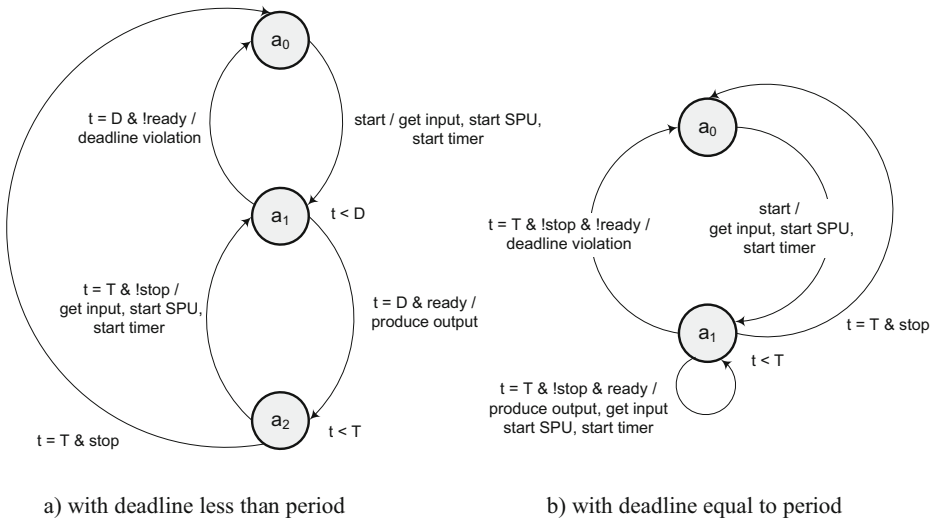 a0
t = D & !ready /
deadline violation
start / get input, start SPU,
start timer
a1
t < D
t = T & !stop /
get input, start SPU,
start timer
t = D & ready /
produce output
a2
t < T
t = T & stop
a) with deadline less than period
a0
t = T & !stop & !ready /
deadline violation
start /
get input, start SPU,
start timer
a1
t = T & stop
t < T
t = T & !stop & ready /
produce output, get input
start SPU, start timer
b) with deadline equal to period